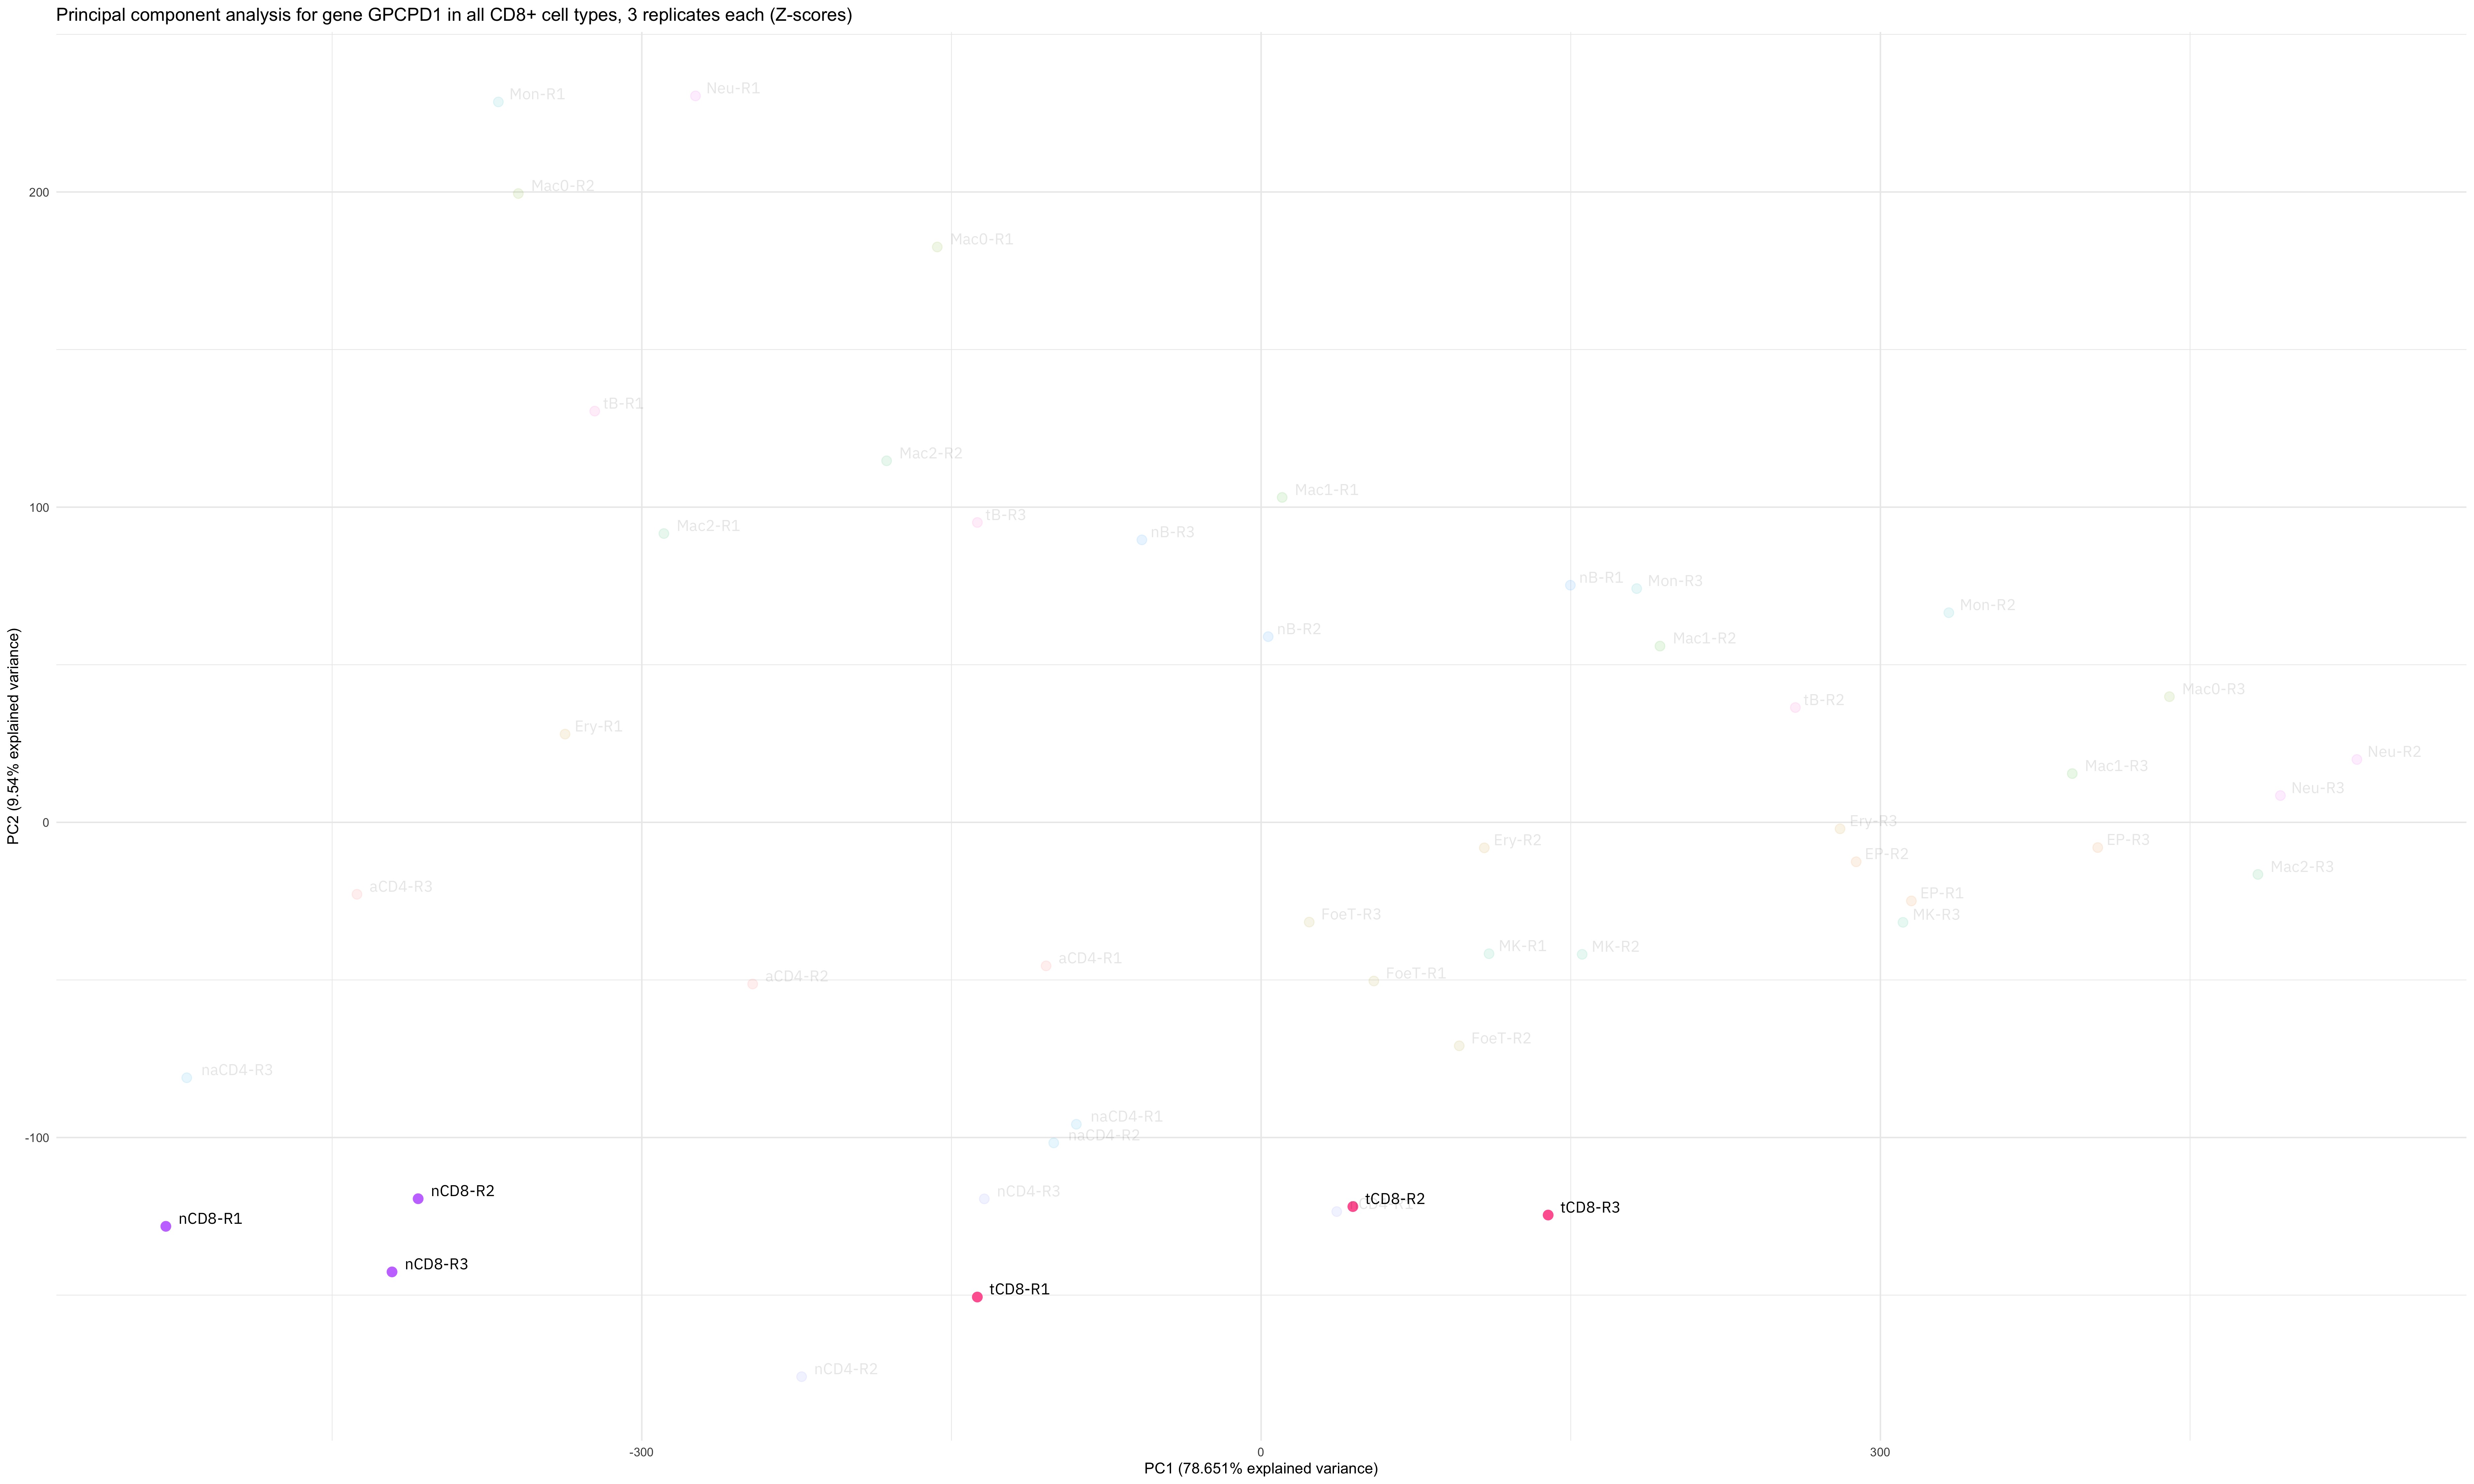 Principal component analysis for gene GPCPD1 in all CD8+ cell types, 3 replicates each (Z-scores)
Neu-R1
Mon-R1
Mac0-R2
200
Mac0-R1
tB-R1
Mac2-R2
Mac1-R1
100
tB-R3
Mac2-R1
nB-R3
nB-R1
Mon-R3
Mon-R2
nB-R2
Mac1-R2
Mac0-R3
tB-R2
Ery-R1
Neu-R2
Mac1-R3
Neu-R3
0
Ery-R3
Ery-R2
EP-R3
EP-R2
Mac2-R3
aCD4-R3
EP-R1
FoeT-R3
MK-R3
MK-R1
MK-R2
aCD4-R1
FoeT-R1
aCD4-R2
FoeT-R2
naCD4-R3
naCD4-R1
naCD4-R2
-100
nCD8-R2
nCD4-R3
tCD8-R2
tCD8-R3
nCD8-R1
nCD8-R3
tCD8-R1
nCD4-R2
-300
0
300
PC1 (78.651% explained variance)
PC2 (9.54% explained variance)